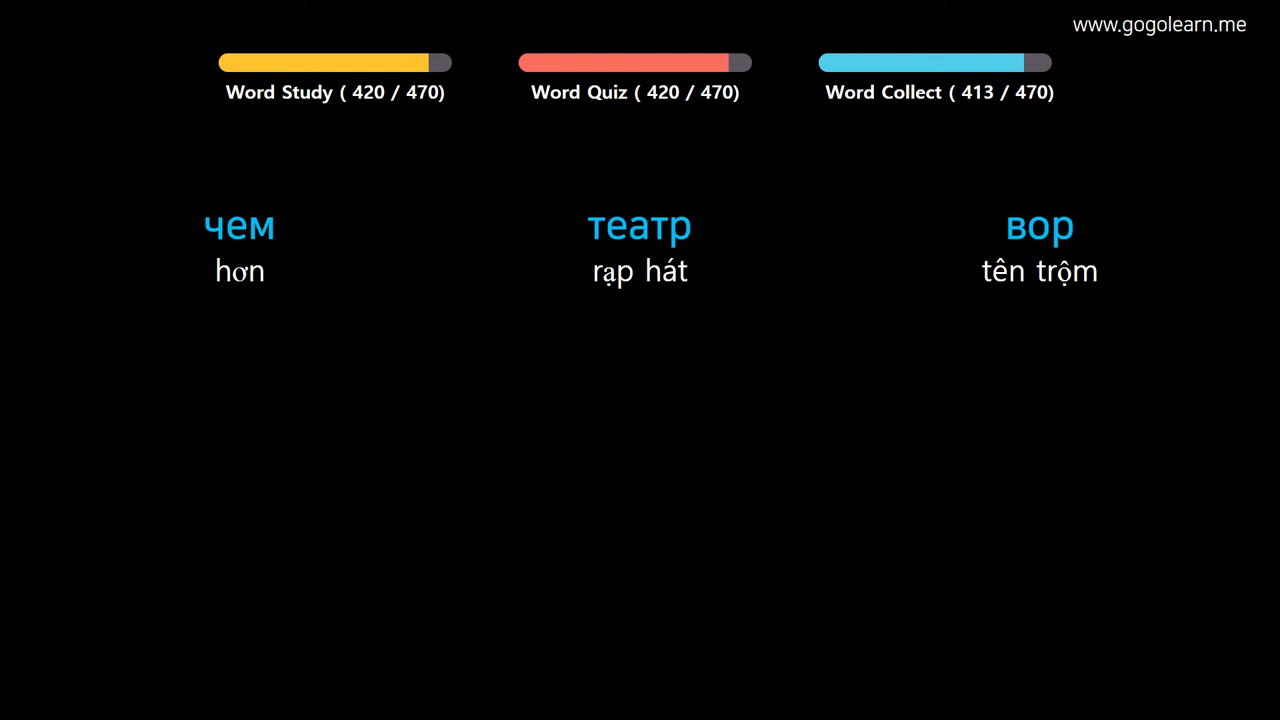 www.gogolearn.me
Word Study ( 420 / 470)
Word Quiz ( 420 / 470)
Word Collect ( 413 / 470)
чем
театр
вор
hơn
rạp hát
tên trộm